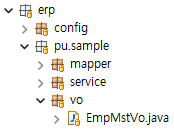 erp
config
pu.sample
mapper
service
vo
EmpMstVo.java